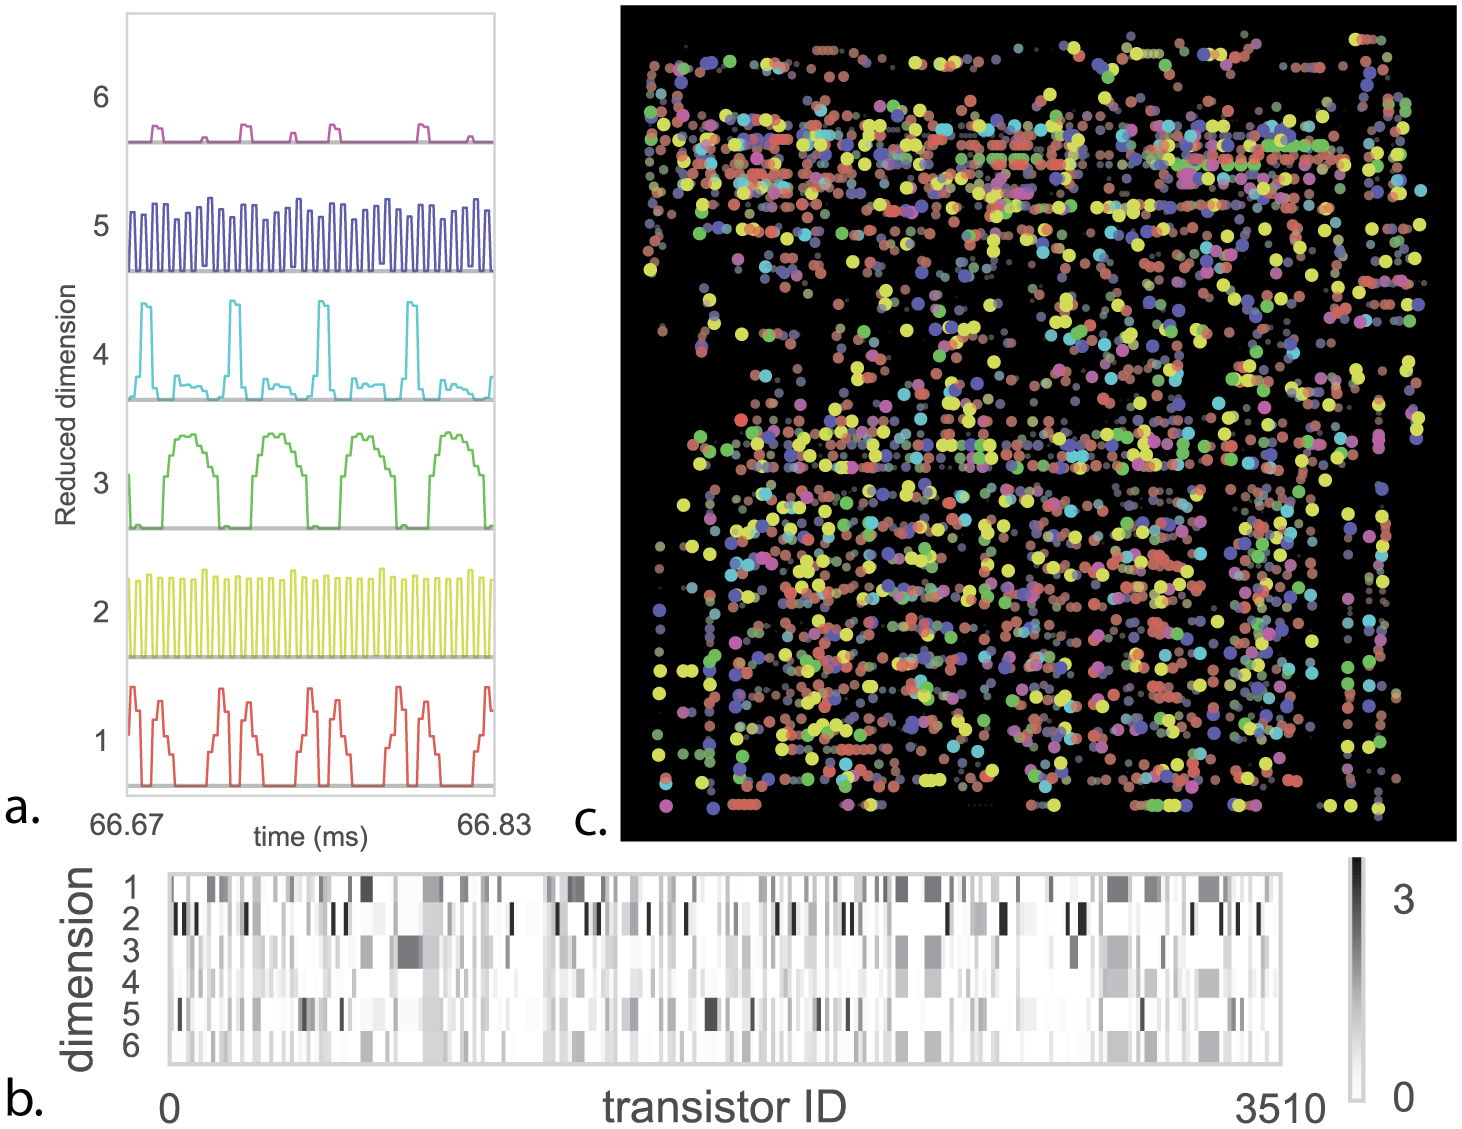 6
5
4
3
2
1
Reduced dimension
66.67
time (ms)
66.83
a.
c.
dimension
1
2
3
4
5
6
3
0
b.
0
transistor ID
3510